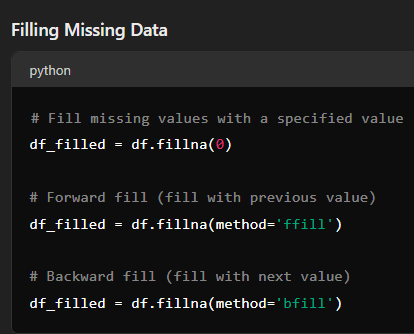 Filling Missing Data
python
# Fill missing values with a specified value
df_filled = df.fillna(0)
# Forward fill (fill with previous value)
df_filled = df.fillna(method='ffill')
# Backward fill (fill with next value)
df_filled = df.fillna(method='bfill')